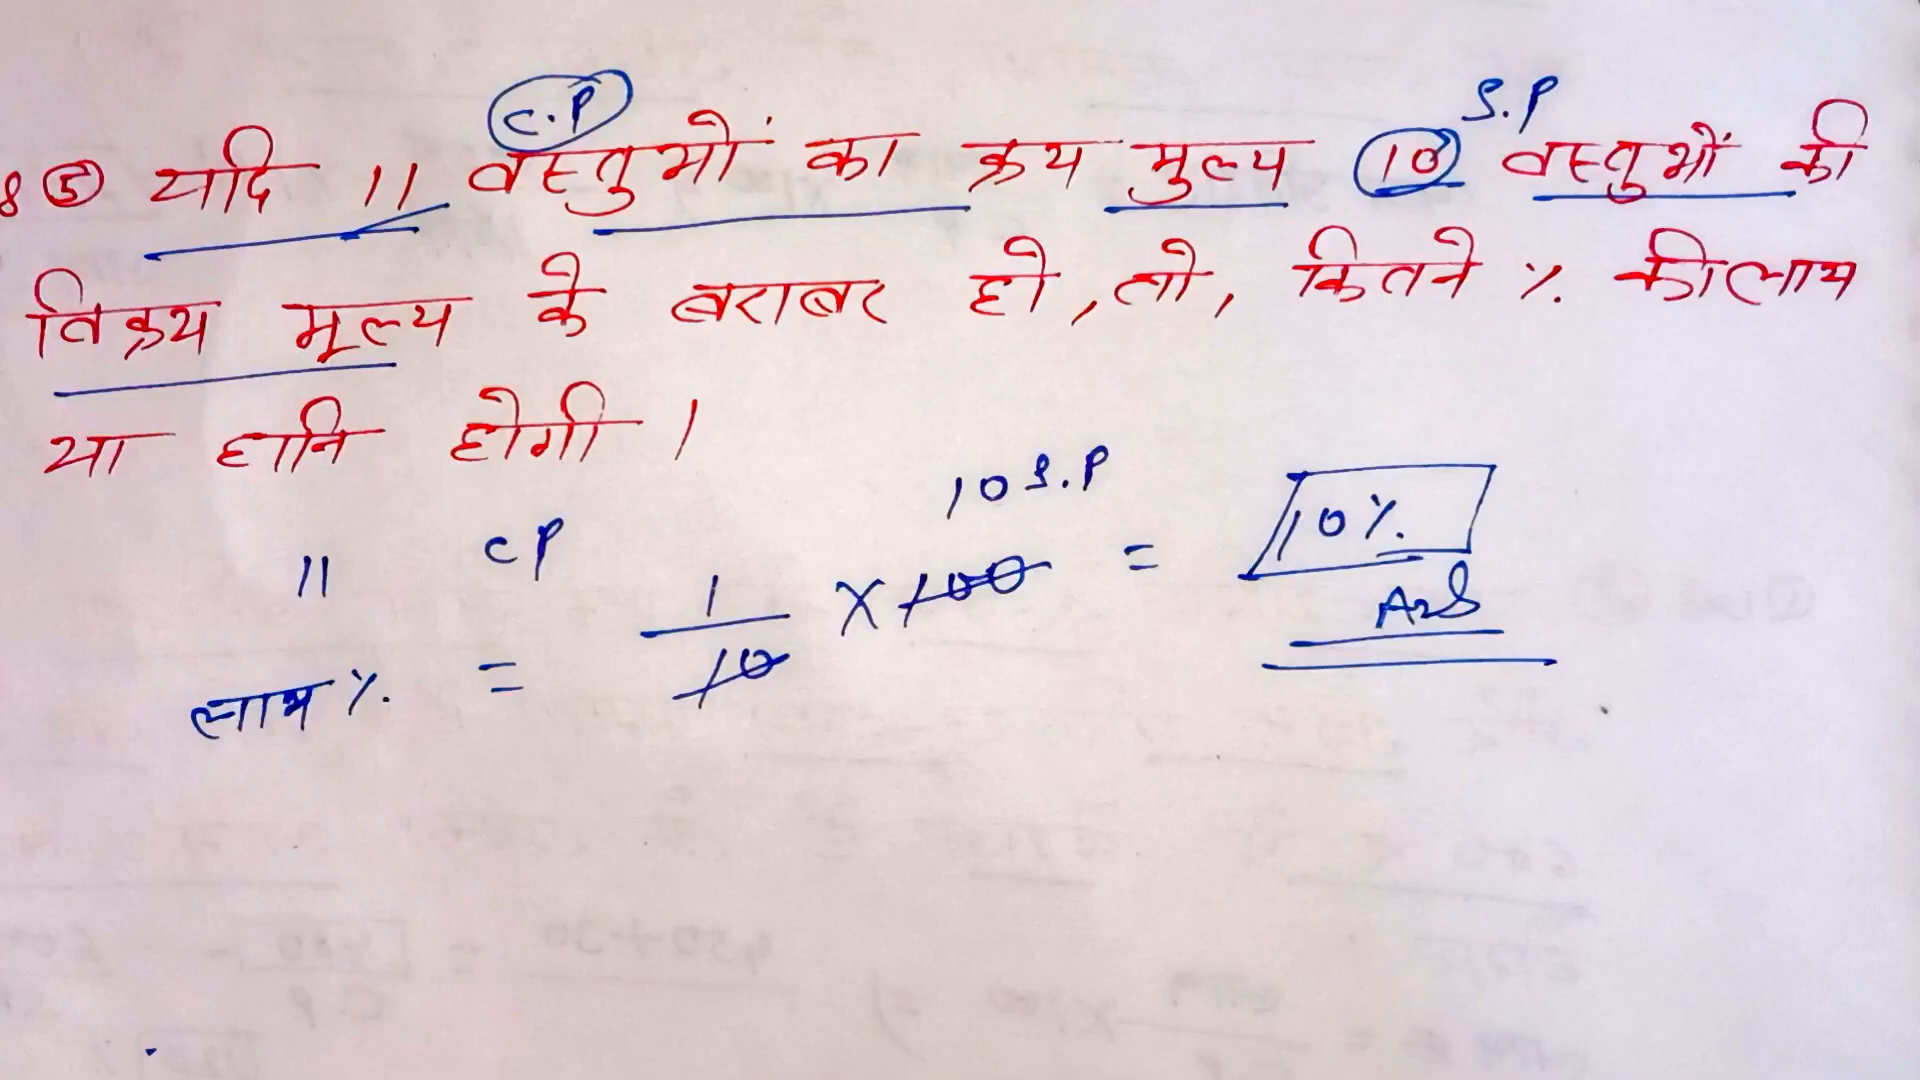 C.P S.P
8 ⑤ यदि 11 वस्तुओं का क्रय मुल्य 10 वस्तुओं की
विक्रय मूल्य के बराबर हो, तो, कितने % की लाभ
या हानि होगी ।
11 CP 10 S.P
लाभ % = 1/10 × 100 = 10%
Ans